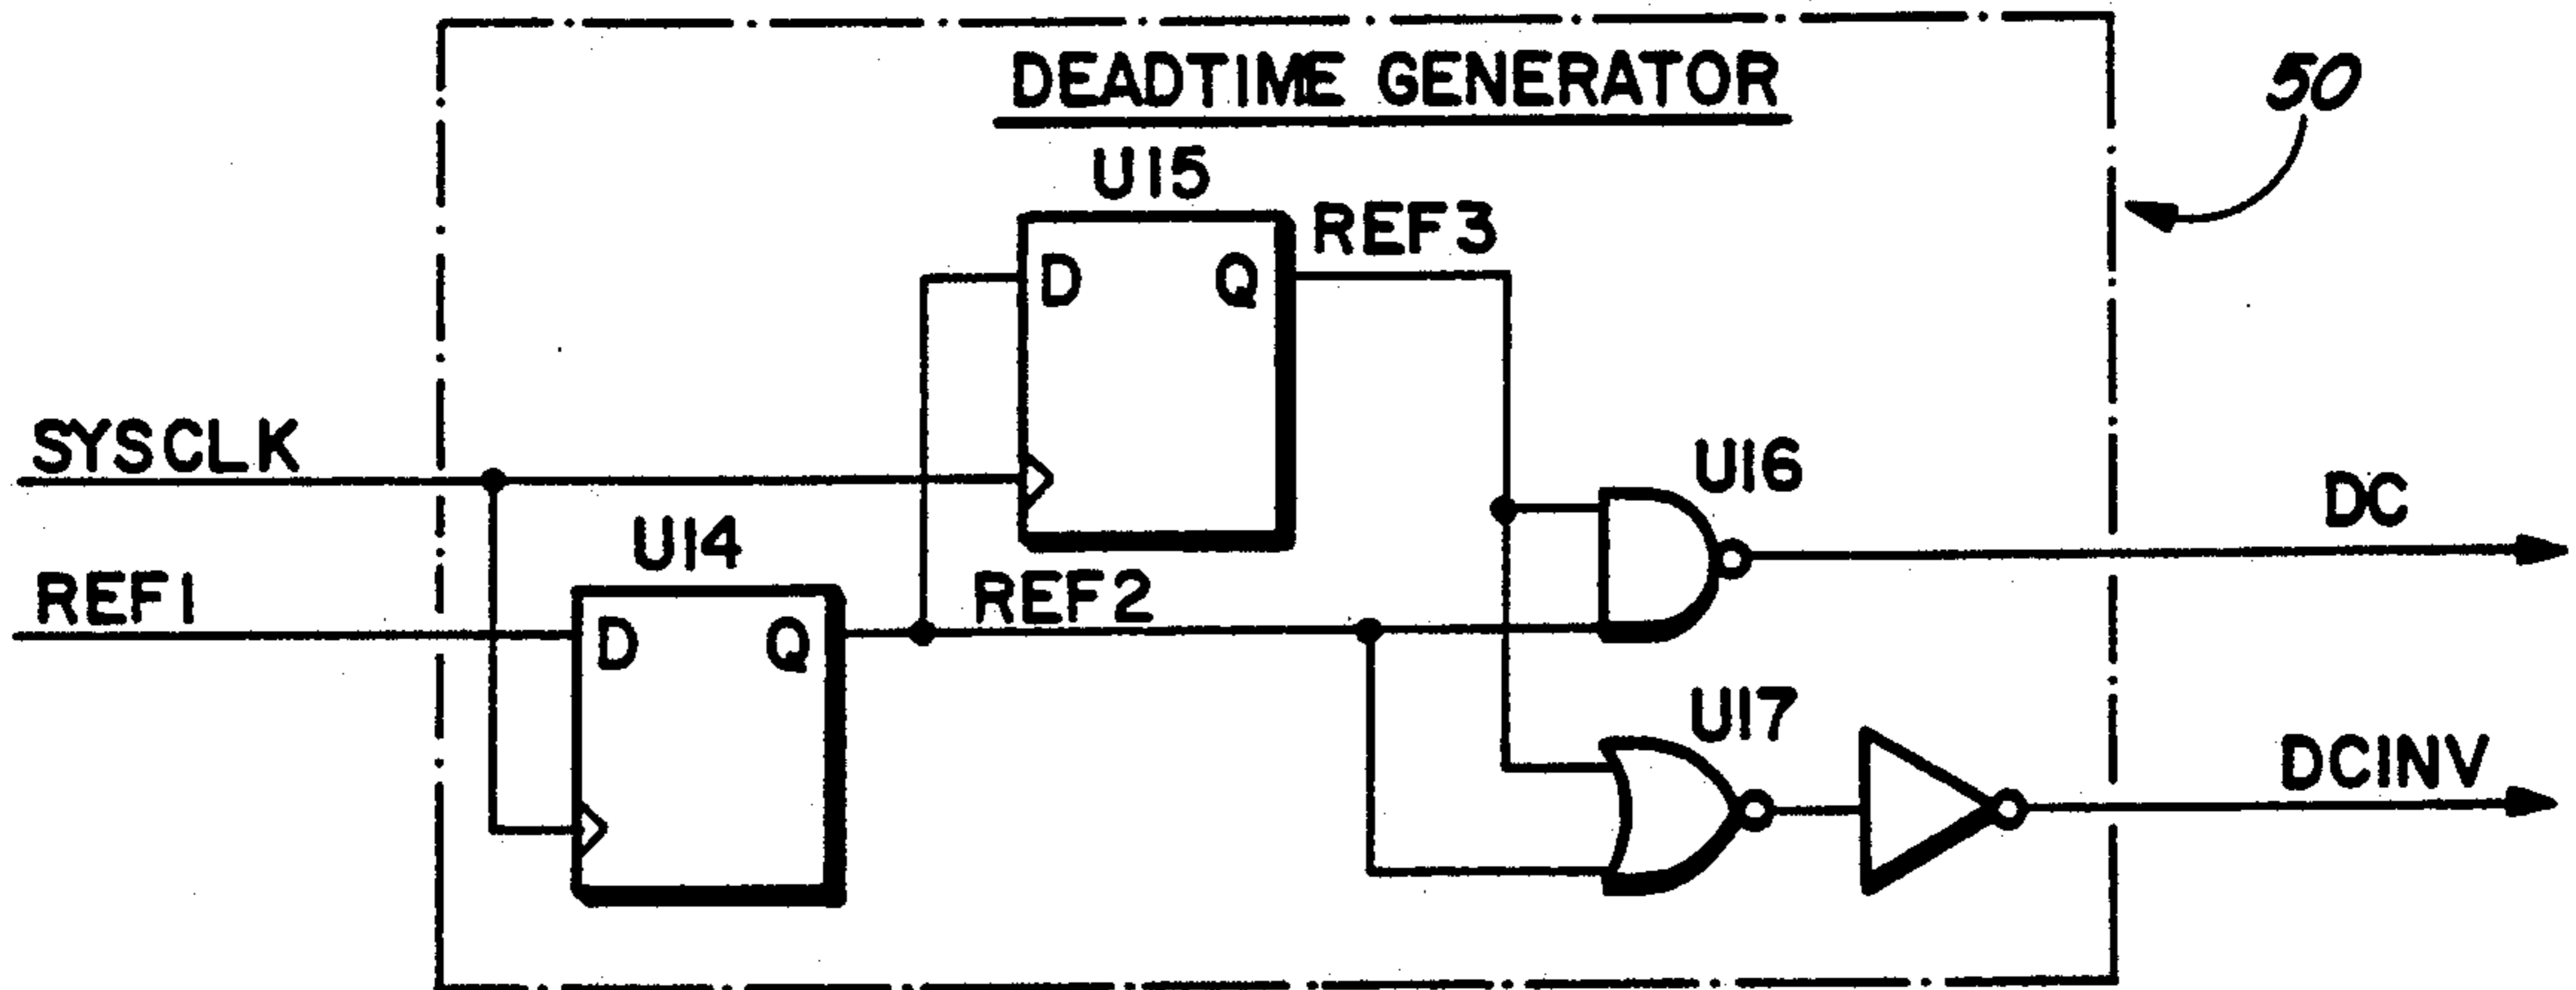 DEADTIME GENERATOR
50
U15
REF3
D Q
SYSCLK
U16
DC
U14
REF1
REF2
D Q
U17
DCINV